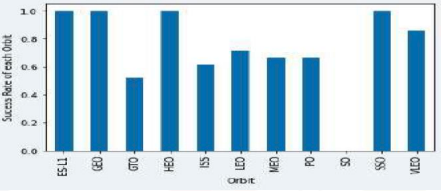 Sucess Rate of each Orbit
1.0
0.8
0.6
0.4
0.2
0.0
ES-L1
GEO
GTO
HEO
ISS
LEO
MEO
PO
SO
SSO
VLEO
Orbit